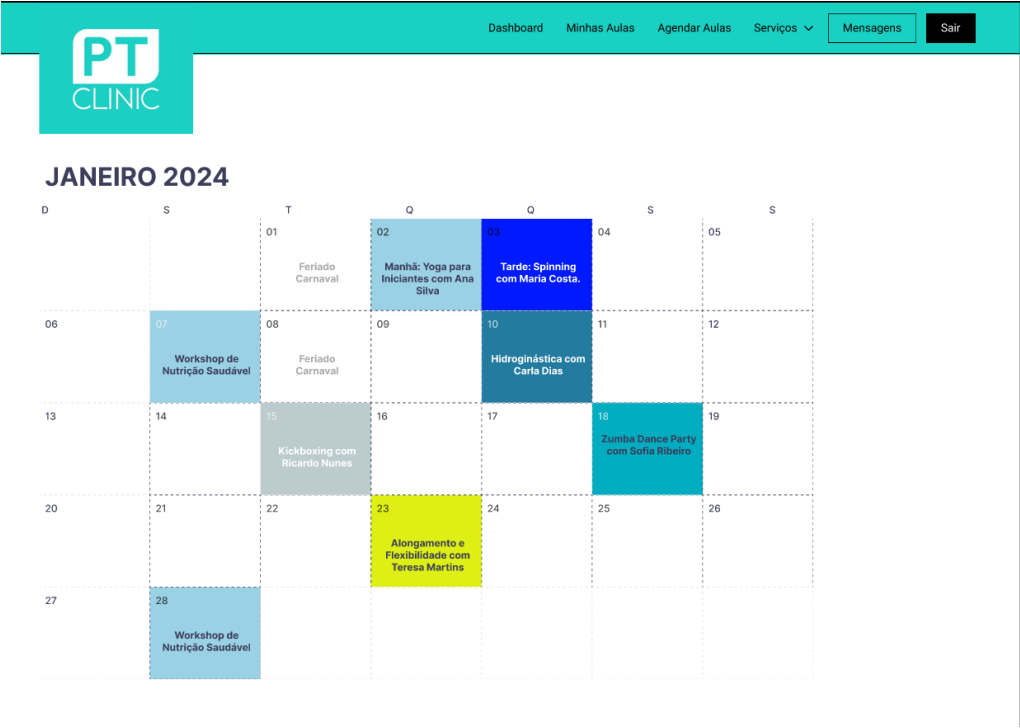 Dashboard Minhas Aulas Agendar Aulas Serviços Mensagens Sair
PT
CLINIC
JANEIRO 2024
D S T Q Q S S
01 02 03 04 05
Feriado
Carnaval
Manhã: Yoga para
Iniciantes com Ana
Silva
Tarde: Spinning
com Maria Costa.
06 07 08 09 10 11 12
Workshop de
Nutrição Saudável
Feriado
Carnaval
Hidroginástica com
Carla Dias
13 14 15 16 17 18 19
Kickboxing com
Ricardo Nunes
Zumba Dance Party
com Sofia Ribeiro
20 21 22 23 24 25 26
Alongamento e
Flexibilidade com
Teresa Martins
27 28
Workshop de
Nutrição Saudável